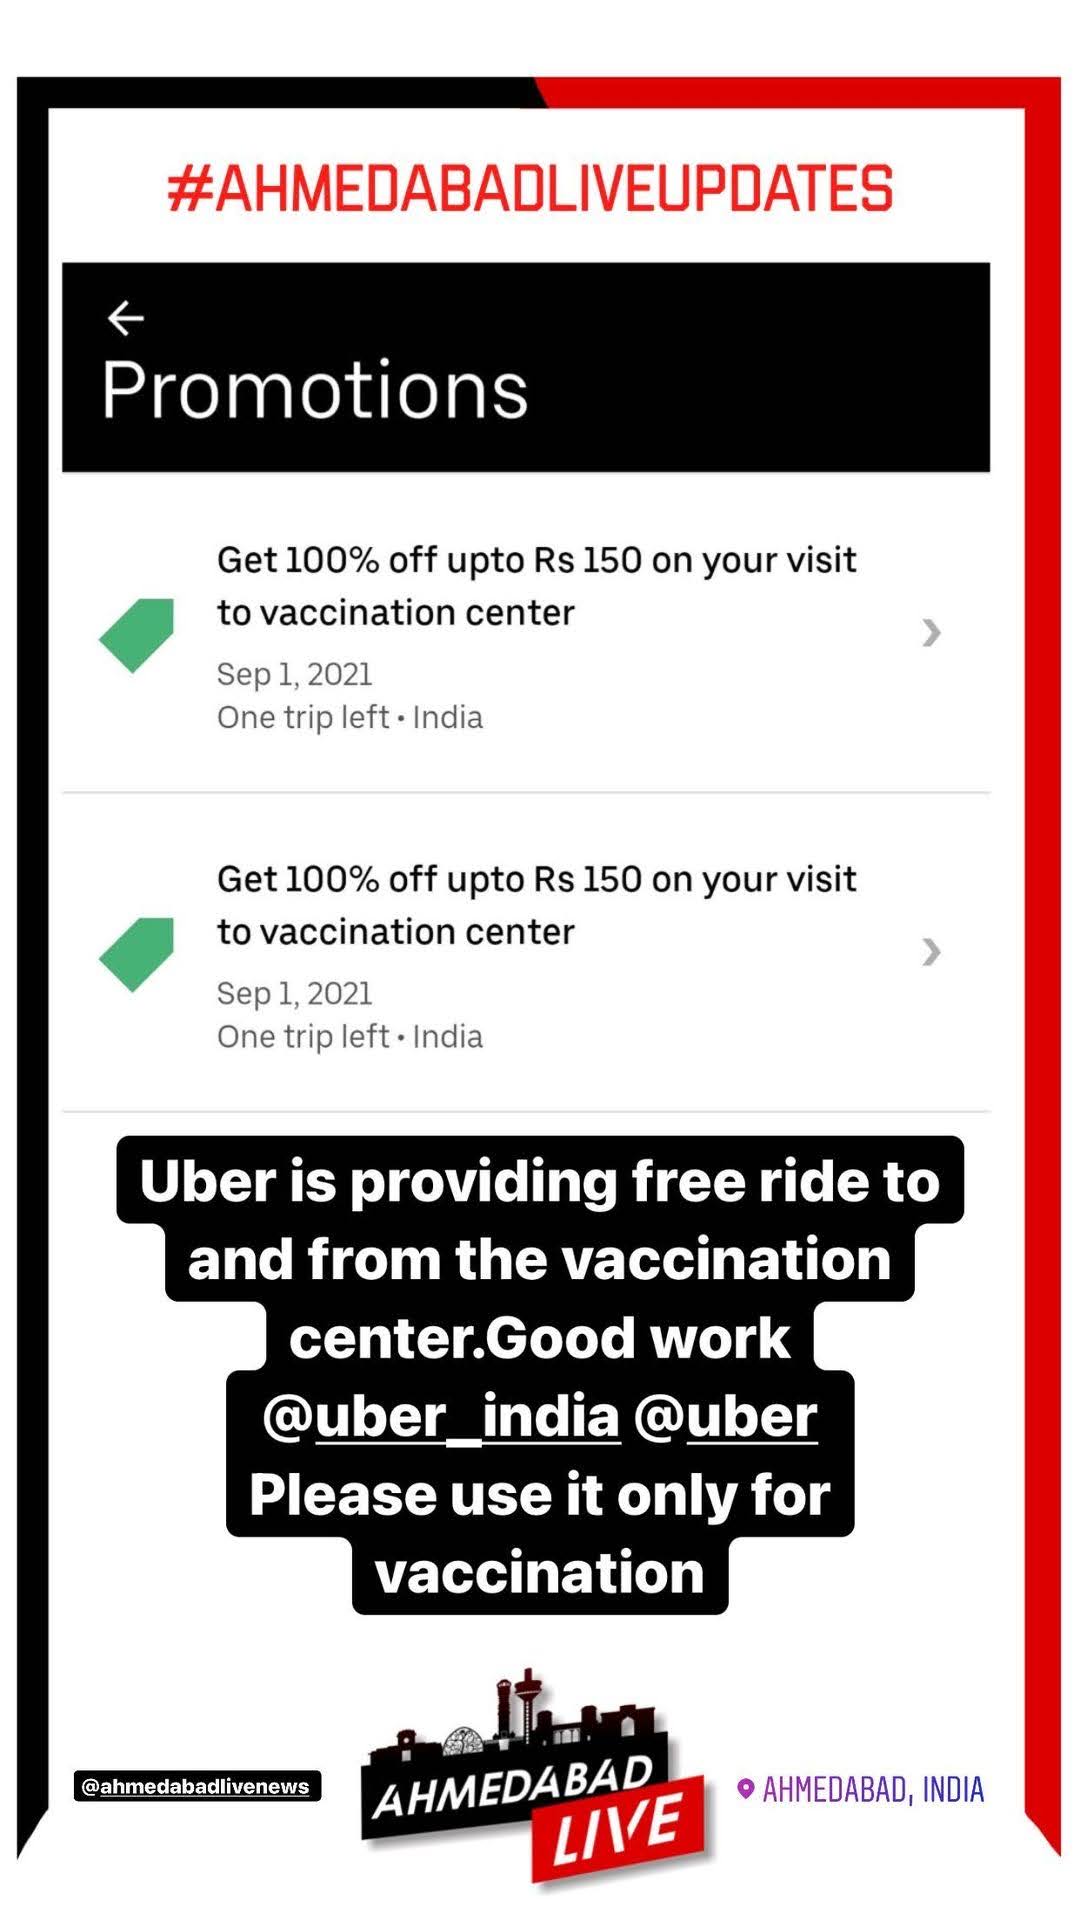 #AHMEDABADLIVEUPDATES
Promotions
Get 100% off upto Rs 150 on your visit
to vaccination center
Sep 1, 2021
One trip left • India
Get 100% off upto Rs 150 on your visit
to vaccination center
Sep 1, 2021
One trip left • India
Uber is providing free ride to
and from the vaccination
center.Good work
@uber_india @uber
Please use it only for
vaccination
@ahmedabadlivenews
AHMEDABAD
LIVE
AHMEDABAD, INDIA